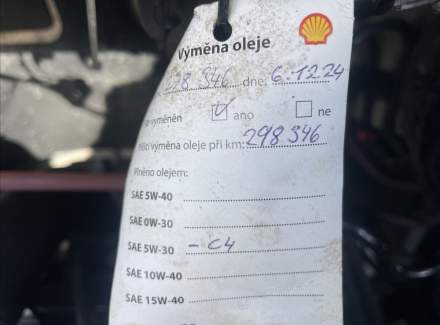 Výměna oleje
8 346 dne: 6.12.24
vyměněn ☑ ano ☐ ne
výměna oleje při km: 298 346
Plněno olejem:
SAE 5W-40
SAE 0W-30
SAE 5W-30 - C4
SAE 10W-40
SAE 15W-40